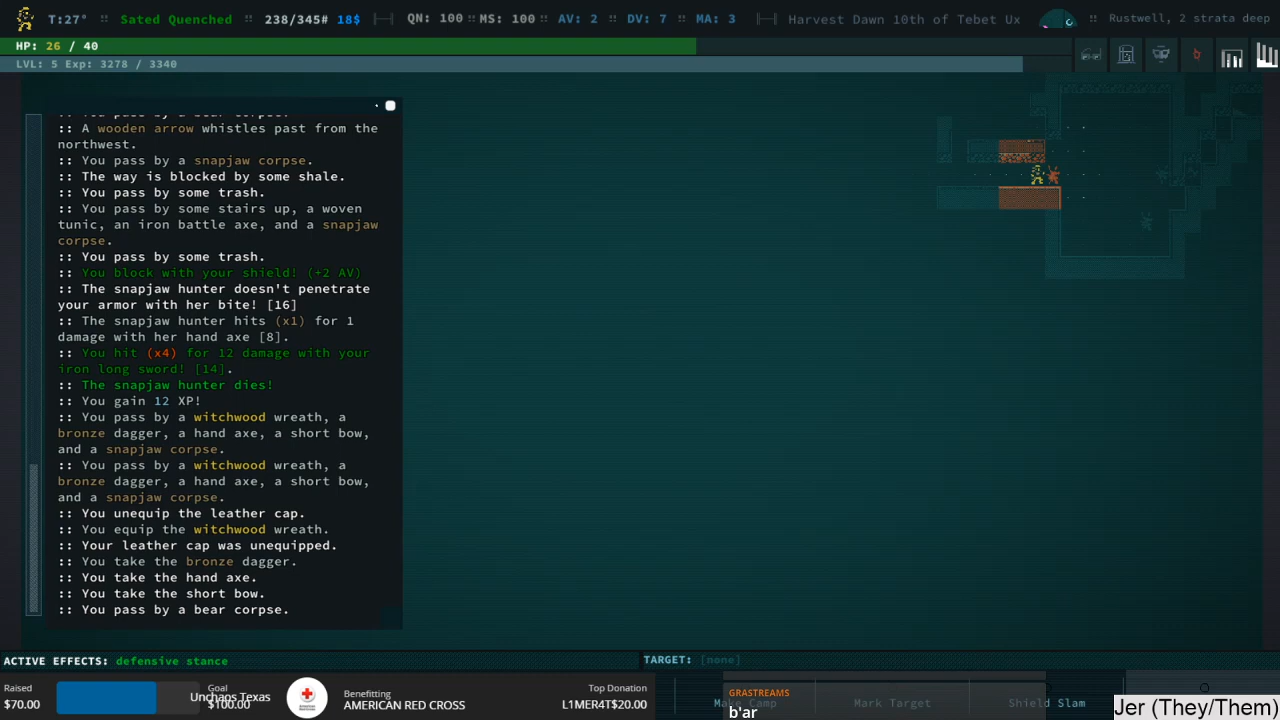 T:27° :: Sated Quenched :: 238/345# 18$ QN: 100 :: MS: 100 :: AV: 2 :: DV: 7 :: MA: 3 Harvest Dawn 10th of Tebet Ux :: Rustwell, 2 strata deep
HP: 26 / 40
LVL: 5 Exp: 3278 / 3340
:: A wooden arrow whistles past from the
northwest.
:: You pass by a snapjaw corpse.
:: The way is blocked by some shale.
:: You pass by some trash.
:: You pass by some stairs up, a woven
tunic, an iron battle axe, and a snapjaw
corpse.
:: You pass by some trash.
:: You block with your shield! (+2 AV)
:: The snapjaw hunter doesn't penetrate
your armor with her bite! [16]
:: The snapjaw hunter hits (x1) for 1
damage with her hand axe [8].
:: You hit (x4) for 12 damage with your
iron long sword! [14].
:: The snapjaw hunter dies!
:: You gain 12 XP!
:: You pass by a witchwood wreath, a
bronze dagger, a hand axe, a short bow,
and a snapjaw corpse.
:: You pass by a witchwood wreath, a
bronze dagger, a hand axe, a short bow,
and a snapjaw corpse.
:: You unequip the leather cap.
:: You equip the witchwood wreath.
:: Your leather cap was unequipped.
:: You take the bronze dagger.
:: You take the hand axe.
:: You take the short bow.
:: You pass by a bear corpse.
ACTIVE EFFECTS: defensive stance
TARGET: [none]
Raised
$70.00
Goal
$100.00
Unchaos Texas
Benefitting
AMERICAN RED CROSS
Top Donation
L1MER4T$20.00
GRASTREAMS
b'ar
Make Camp
Mark Target
Shield Slam
Jer (They/Them)